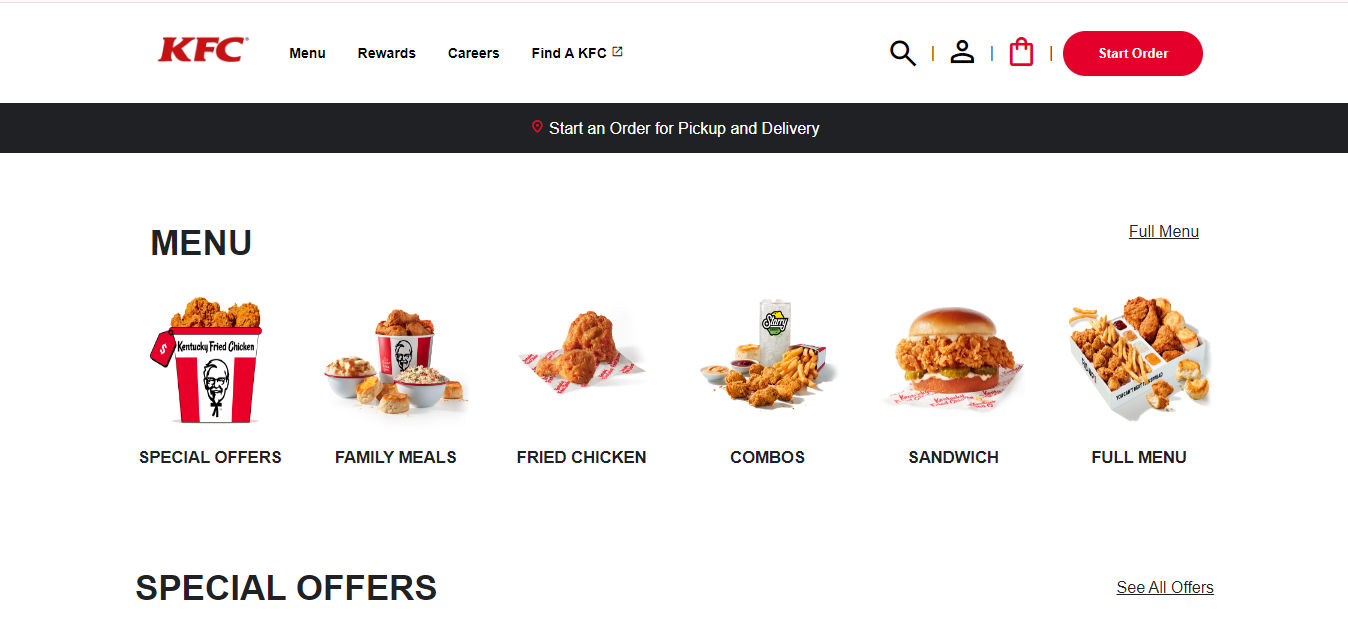 KFC
Menu
Rewards
Careers
Find A KFC
Start Order
Start an Order for Pickup and Delivery
MENU
Full Menu
$
Kentucky Fried Chicken
Starry
SPECIAL OFFERS
FAMILY MEALS
FRIED CHICKEN
COMBOS
SANDWICH
FULL MENU
SPECIAL OFFERS
See All Offers